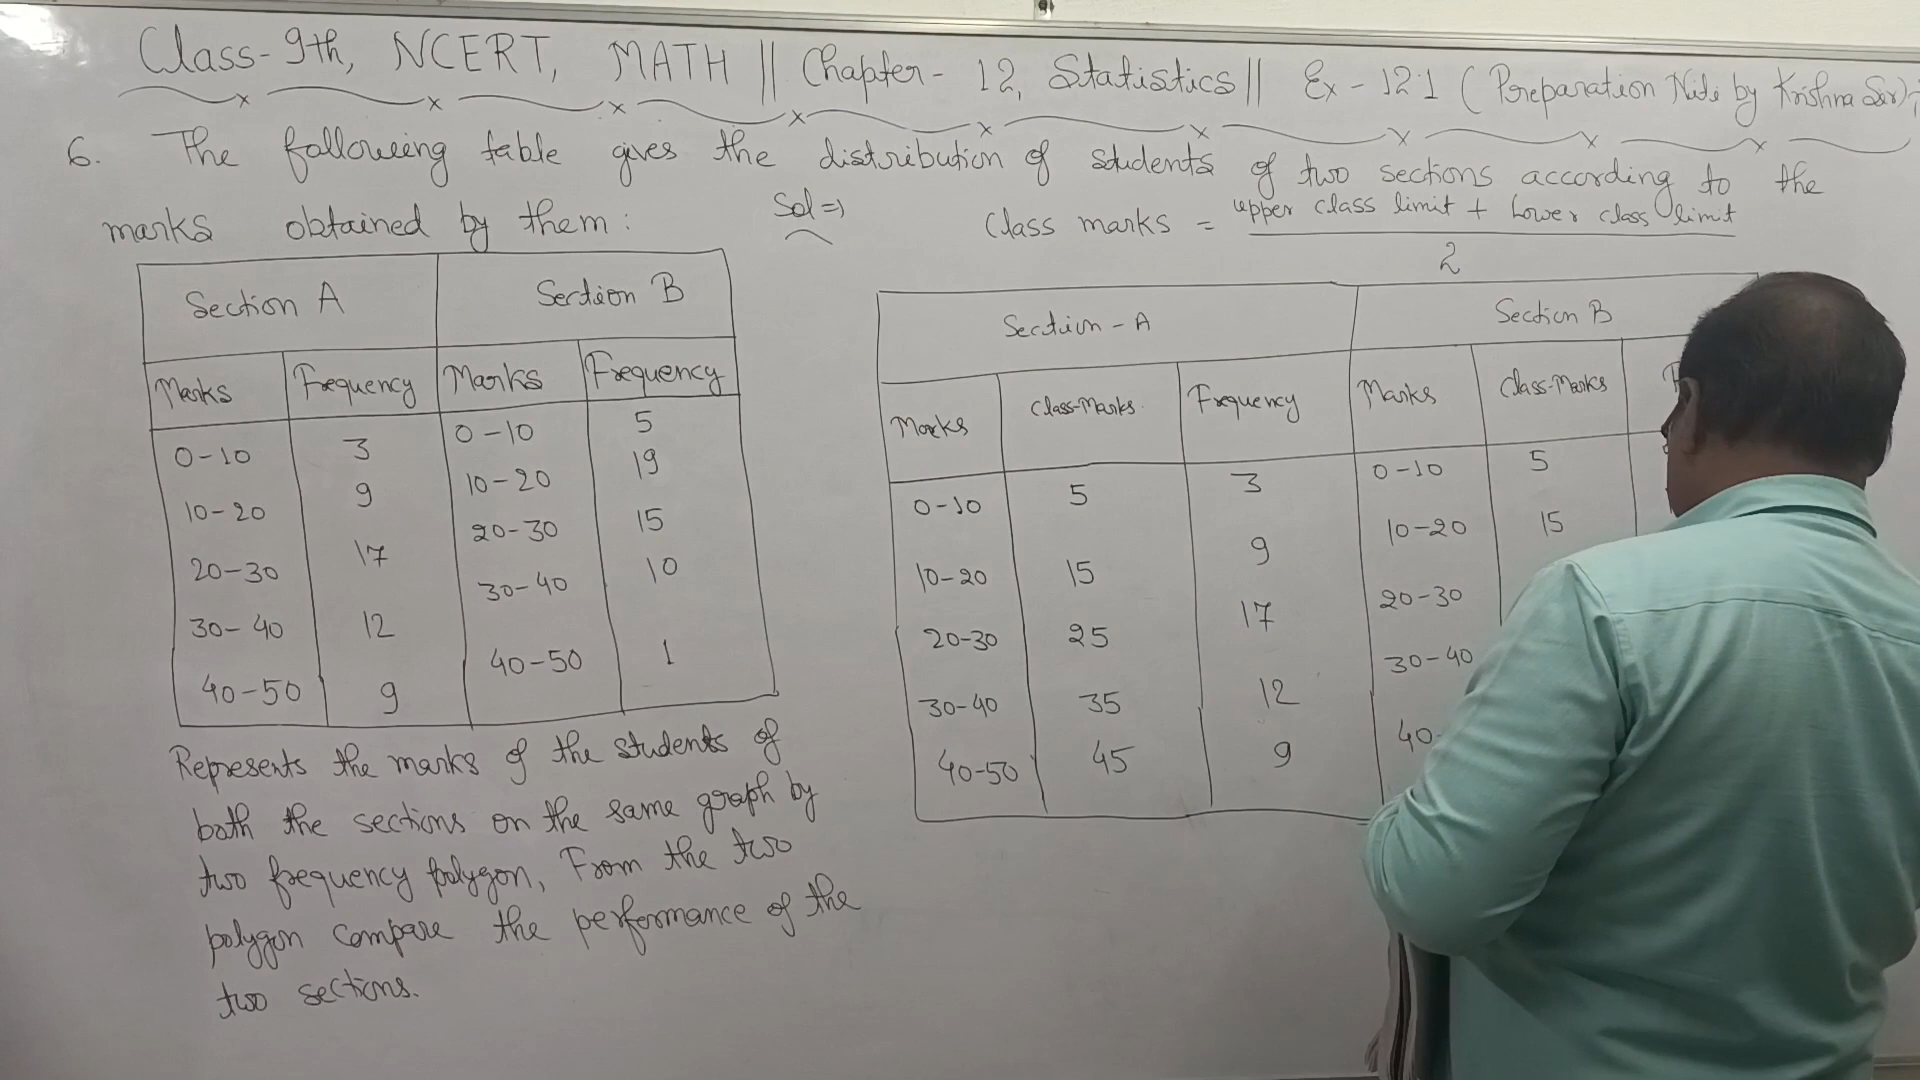 Class-9th, NCERT, MATH || Chapter- 12, Statistics || Ex-12.1 (Preparation by Krishna Sir)
6. The following table gives the distribution of students of two sections according to the
marks obtained by them:
Section A Section B
Marks Frequency Marks Frequency
0-10 3 0-10 5
10-20 9 10-20 19
20-30 17 20-30 15
30-40 12 30-40 10
40-50 9 40-50 1
Represents the marks of the students of
both the sections on the same graph by
two frequency polygon, From the two
polygon compare the performance of the
two sections.
Sol ⇒
Class marks = upper class limit + Lower class limit
2
Section - A Section B
Marks Class-Marks Frequency Marks Class-Marks
0-10 5 3 0-10 5
10-20 15 9 10-20 15
20-30 25 17 20-30
30-40 35 12 30-40
40-50 45 9 40-